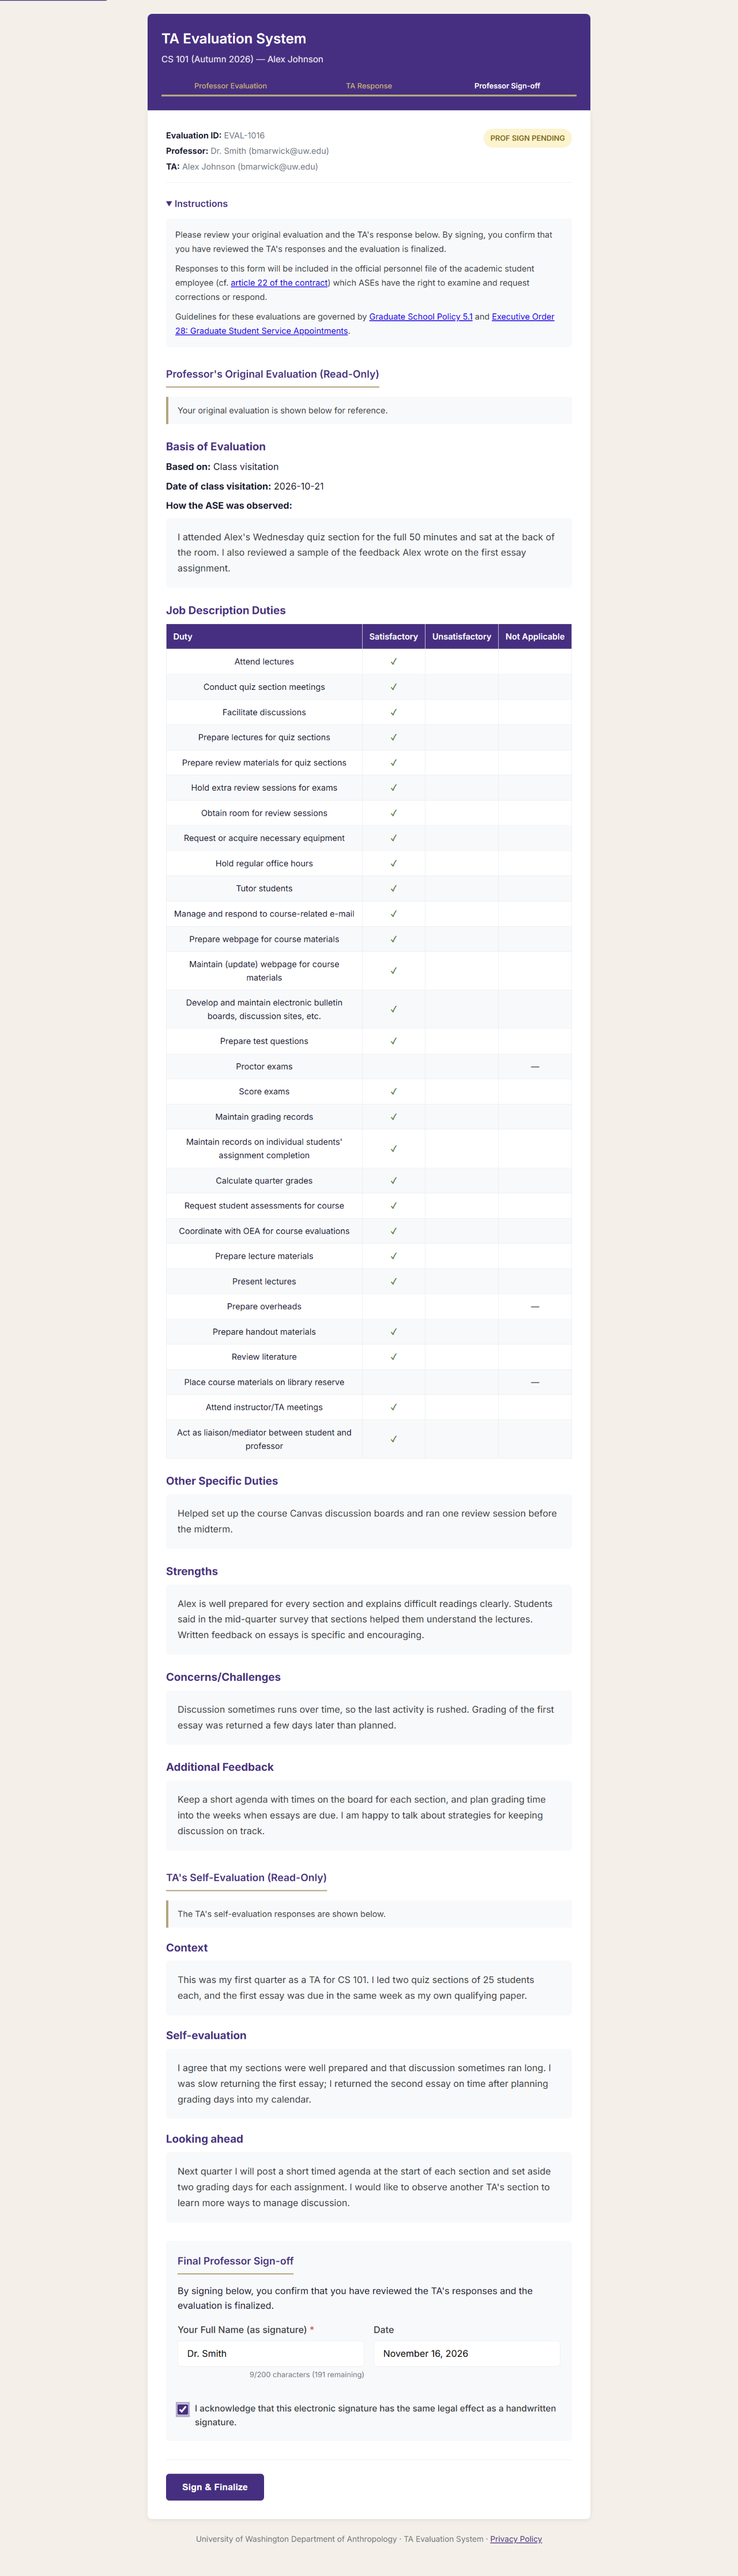 TA Evaluation System
CS 101 (Autumn 2026) — Alex Johnson
Professor Evaluation
TA Response
Professor Sign-off
Evaluation ID: EVAL-1016
PROF SIGN PENDING
Professor: Dr. Smith (bmarwick@uw.edu)
TA: Alex Johnson (bmarwick@uw.edu)
▼ Instructions
Please review your original evaluation and the TA's response below. By signing, you confirm that
you have reviewed the TA's responses and the evaluation is finalized.
Responses to this form will be included in the official personnel file of the academic student
employee (cf. article 22 of the contract) which ASEs have the right to examine and request
corrections or respond.
Guidelines for these evaluations are governed by Graduate School Policy 5.1 and Executive Order
28: Graduate Student Service Appointments.
Professor's Original Evaluation (Read-Only)
Your original evaluation is shown below for reference.
Basis of Evaluation
Based on: Class visitation
Date of class visitation: 2026-10-21
How the ASE was observed:
I attended Alex's Wednesday quiz section for the full 50 minutes and sat at the back of
the room. I also reviewed a sample of the feedback Alex wrote on the first essay
assignment.
Job Description Duties
Duty Satisfactory Unsatisfactory Not Applicable
Attend lectures ✓
Conduct quiz section meetings ✓
Facilitate discussions ✓
Prepare lectures for quiz sections ✓
Prepare review materials for quiz sections ✓
Hold extra review sessions for exams ✓
Obtain room for review sessions ✓
Request or acquire necessary equipment ✓
Hold regular office hours ✓
Tutor students ✓
Manage and respond to course-related e-mail ✓
Prepare webpage for course materials ✓
Maintain (update) webpage for course
materials ✓
Develop and maintain electronic bulletin
boards, discussion sites, etc. ✓
Prepare test questions ✓
Proctor exams —
Score exams ✓
Maintain grading records ✓
Maintain records on individual students'
assignment completion ✓
Calculate quarter grades ✓
Request student assessments for course ✓
Coordinate with OEA for course evaluations ✓
Prepare lecture materials ✓
Present lectures ✓
Prepare overheads —
Prepare handout materials ✓
Review literature ✓
Place course materials on library reserve —
Attend instructor/TA meetings ✓
Act as liaison/mediator between student and
professor ✓
Other Specific Duties
Helped set up the course Canvas discussion boards and ran one review session before
the midterm.
Strengths
Alex is well prepared for every section and explains difficult readings clearly. Students
said in the mid-quarter survey that sections helped them understand the lectures.
Written feedback on essays is specific and encouraging.
Concerns/Challenges
Discussion sometimes runs over time, so the last activity is rushed. Grading of the first
essay was returned a few days later than planned.
Additional Feedback
Keep a short agenda with times on the board for each section, and plan grading time
into the weeks when essays are due. I am happy to talk about strategies for keeping
discussion on track.
TA's Self-Evaluation (Read-Only)
The TA's self-evaluation responses are shown below.
Context
This was my first quarter as a TA for CS 101. I led two quiz sections of 25 students
each, and the first essay was due in the same week as my own qualifying paper.
Self-evaluation
I agree that my sections were well prepared and that discussion sometimes ran long. I
was slow returning the first essay; I returned the second essay on time after planning
grading days into my calendar.
Looking ahead
Next quarter I will post a short timed agenda at the start of each section and set aside
two grading days for each assignment. I would like to observe another TA's section to
learn more ways to manage discussion.
Final Professor Sign-off
By signing below, you confirm that you have reviewed the TA's responses and the
evaluation is finalized.
Your Full Name (as signature) *
Date
Dr. Smith
November 16, 2026
9/200 characters (191 remaining)
I acknowledge that this electronic signature has the same legal effect as a handwritten
signature.
Sign & Finalize
University of Washington Department of Anthropology · TA Evaluation System · Privacy Policy